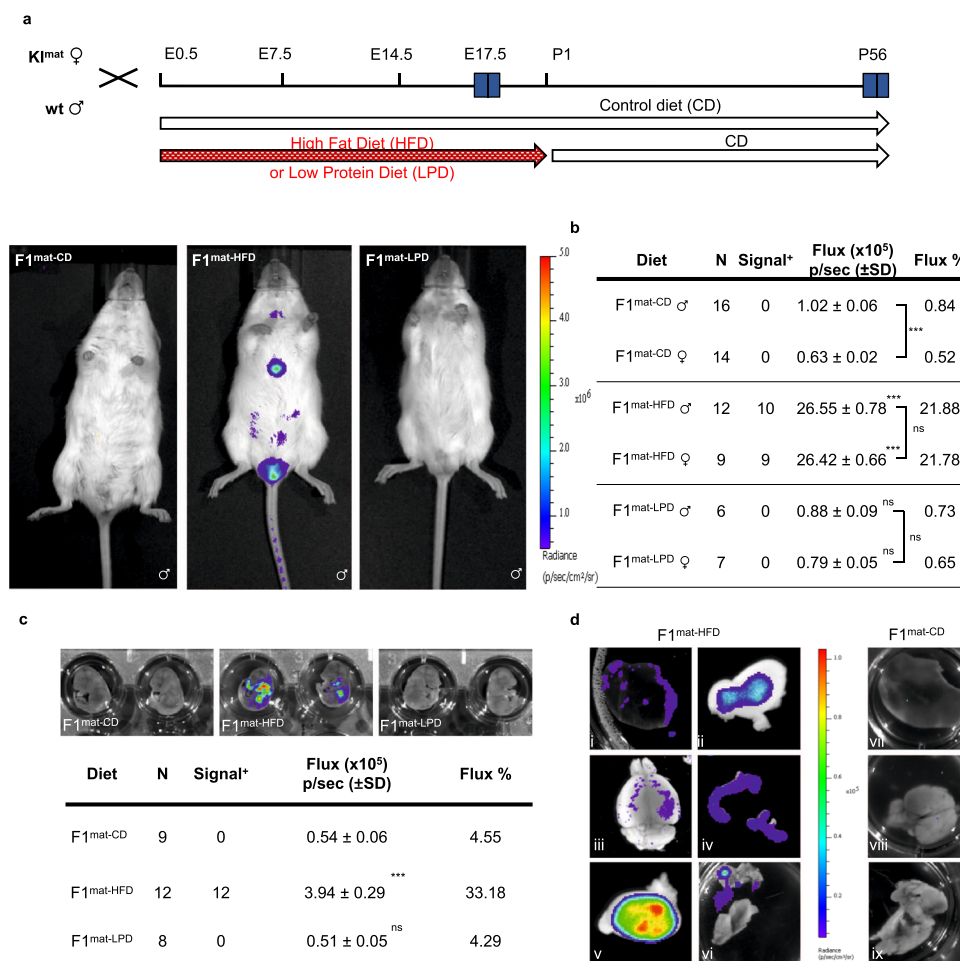 a
KI^mat ♀
wt ♂
E0.5 E7.5 E14.5 E17.5 P1 P56
Control diet (CD)
High Fat Diet (HFD)
CD
or Low Protein Diet (LPD)
F1^mat-CD
♂
F1^mat-HFD
♂
F1^mat-LPD
♂
5.0
4.0
3.0
x10^6
2.0
1.0
Radiance
(p/sec/cm²/sr)
b
Diet N Signal⁺ Flux (x10⁵) p/sec (±SD) Flux %
F1^mat-CD ♂ 16 0 1.02 ± 0.06 0.84
***
F1^mat-CD ♀ 14 0 0.63 ± 0.02 0.52
F1^mat-HFD ♂ 12 10 26.55 ± 0.78 *** 21.88
ns
F1^mat-HFD ♀ 9 9 26.42 ± 0.66 *** 21.78
F1^mat-LPD ♂ 6 0 0.88 ± 0.09 ns 0.73
ns
F1^mat-LPD ♀ 7 0 0.79 ± 0.05 ns 0.65
c
F1^mat-CD
F1^mat-HFD
F1^mat-LPD
Diet N Signal⁺ Flux (x10⁵) p/sec (±SD) Flux %
F1^mat-CD 9 0 0.54 ± 0.06 4.55
F1^mat-HFD 12 12 3.94 ± 0.29 *** 33.18
F1^mat-LPD 8 0 0.51 ± 0.05 ns 4.29
d
F1^mat-HFD
F1^mat-CD
i
ii
iii
iv
v
vi
1.0
0.8
x10^5
0.6
0.4
0.2
Radiance
(p/sec/cm²/sr)
vii
viii
ix